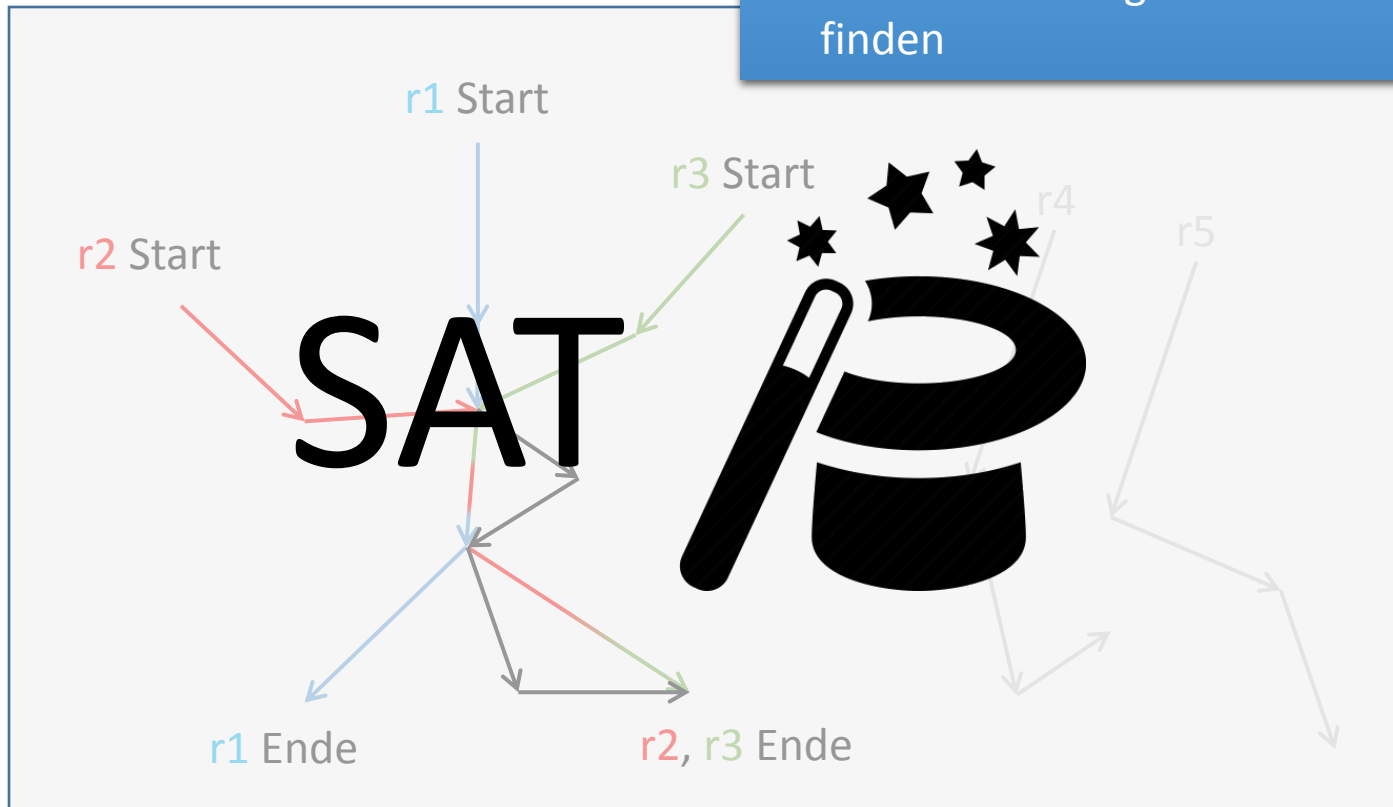 finden
r1 Start
r3 Start
r4
r5
r2 Start
SAT
r1 Ende
r2, r3 Ende